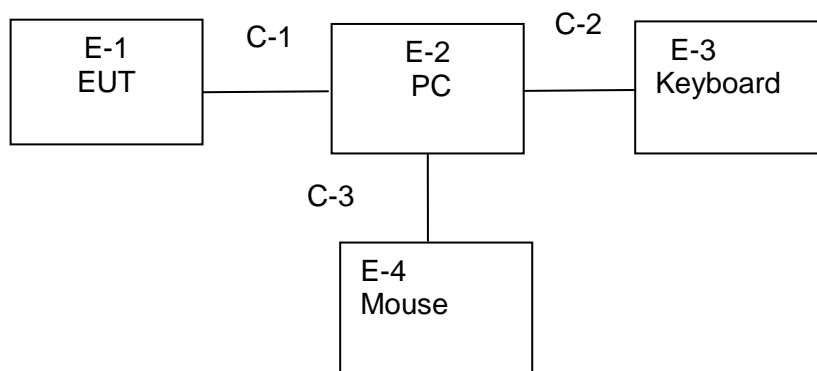 E-1
EUT
C-1
E-2
PC
C-2
E-3
Keyboard
C-3
E-4
Mouse